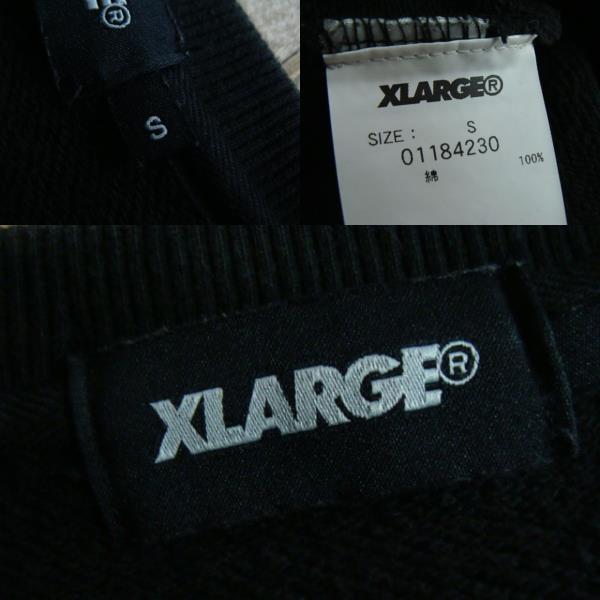 ®
S
XLARGE®
SIZE : S
01184230
綿 100%
XLARGE®